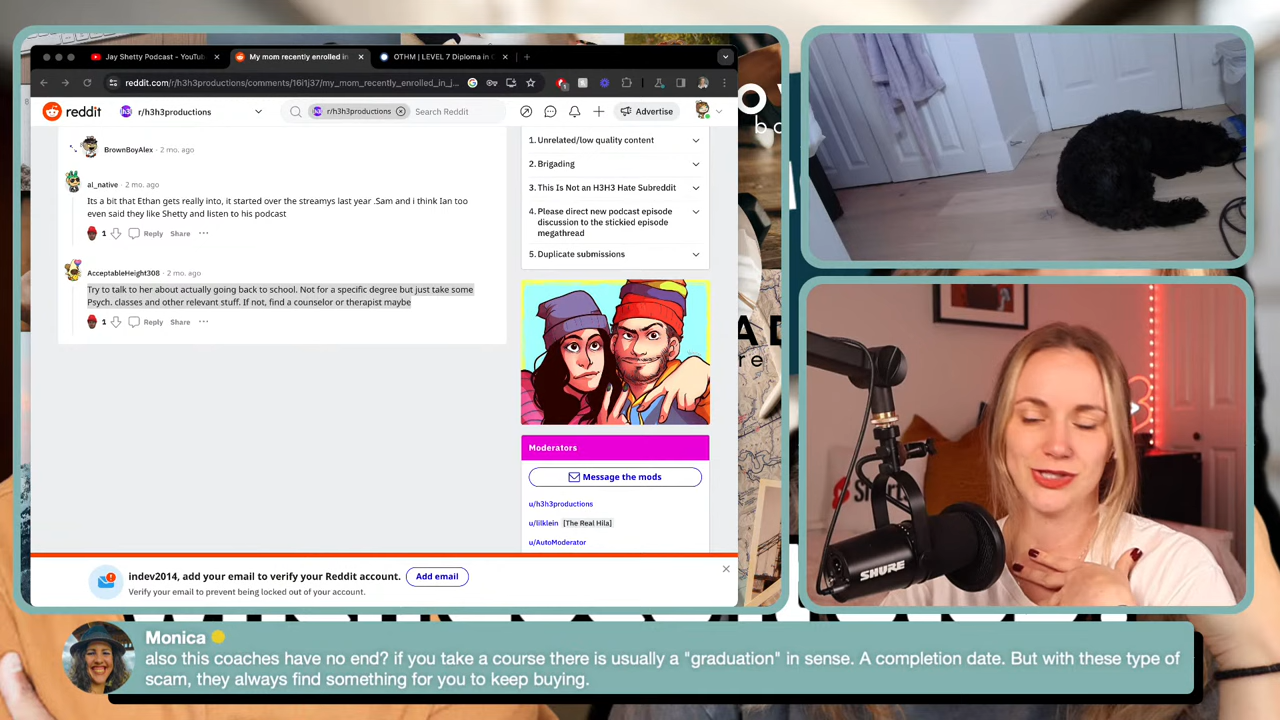 Jay Shetty Podcast - YouTu
My mom recently enrolled in
OTHM | LEVEL 7 Diploma in
reddit.com/r/h3h3productions/comments/16i1j37/my_mom_recently_enrolled_in_j...
reddit
r/h3h3productions
r/h3h3productions
Search Reddit
Advertise
BrownBoyAlex · 2 mo. ago
al_native · 2 mo. ago
Its a bit that Ethan gets really into, it started over the streamys last year .Sam and i think Ian too
even said they like Shetty and listen to his podcast
1 Reply Share ...
AcceptableHeight308 · 2 mo. ago
Try to talk to her about actually going back to school. Not for a specific degree but just take some
Psych. classes and other relevant stuff. If not, find a counselor or therapist maybe
1 Reply Share ...
1. Unrelated/low quality content
2. Brigading
3. This Is Not an H3H3 Hate Subreddit
4. Please direct new podcast episode
discussion to the stickied episode
megathread
5. Duplicate submissions
Moderators
Message the mods
u/h3h3productions
u/lilklein [The Real Hila]
u/AutoModerator
indev2014, add your email to verify your Reddit account. Add email
Verify your email to prevent being locked out of your account.
SHURE
Monica
also this coaches have no end? if you take a course there is usually a "graduation" in sense. A completion date. But with these type of
scam, they always find something for you to keep buying.